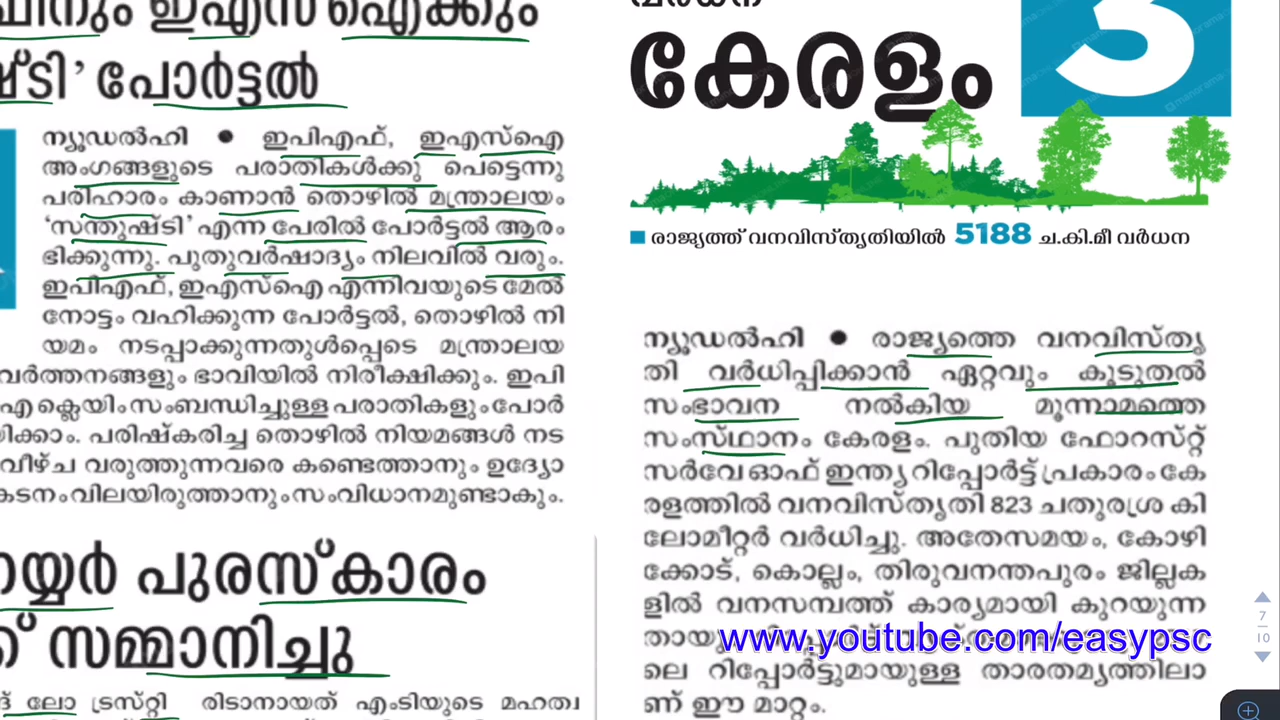 ഇഎസ്ഐക്കും
പോർട്ടൽ
ന്യൂഡൽഹി ● ഇപിഎഫ്, ഇഎസ്ഐ
അംഗങ്ങളുടെ പരാതികൾക്കു പെട്ടെന്നു
പരിഹാരം കാണാൻ തൊഴിൽ മന്ത്രാലയം
‘സന്തുഷ്ടി’ എന്ന പേരിൽ പോർട്ടൽ ആരം
ഭിക്കുന്നു. പുതുവർഷാദ്യം നിലവിൽ വരും.
ഇപിഎഫ്, ഇഎസ്ഐ എന്നിവയുടെ മേൽ
നോട്ടം വഹിക്കുന്ന പോർട്ടൽ, തൊഴിൽ നി
യമം നടപ്പാക്കുന്നതുൾപ്പെടെ മന്ത്രാലയ
വർത്തനങ്ങളും ഭാവിയിൽ നിരീക്ഷിക്കും. ഇപി
ഐ ക്ലെയിം സംബന്ധിച്ചുള്ള പരാതികളും പോർ
യിക്കാം. പരിഷ്കരിച്ച തൊഴിൽ നിയമങ്ങൾ നട
വീഴ്ച വരുത്തുന്നവരെ കണ്ടെത്താനും ഉദ്യോ
കടനം വിലയിരുത്താനും സംവിധാനമുണ്ടാകും.
പുരസ്കാരം
സമ്മാനിച്ചു
ലോ ട്രസ്റ്റി രിടാനായത് എംടിയുടെ മഹത്വ
കേരളം 3
രാജ്യത്ത് വനവിസ്തൃതിയിൽ 5188 ച.കി.മീ വർധന
ന്യൂഡൽഹി ● രാജ്യത്തെ വനവിസ്തൃ
തി വർധിപ്പിക്കാൻ ഏറ്റവും കൂടുതൽ
സംഭാവന നൽകിയ മൂന്നാമത്തെ
സംസ്ഥാനം കേരളം. പുതിയ ഫോറസ്റ്റ്
സർവേ ഓഫ് ഇന്ത്യ റിപ്പോർട്ട് പ്രകാരം കേ
രളത്തിൽ വനവിസ്തൃതി 823 ചതുരശ്ര കി
ലോമീറ്റർ വർധിച്ചു. അതേസമയം, കോഴി
ക്കോട്, കൊല്ലം, തിരുവനന്തപുരം ജില്ലക
ളിൽ വനസമ്പത്ത് കാര്യമായി കുറയുന്ന
തായു
www.youtube.com/easypsc
ലെ റിപ്പോർട്ടുമായുള്ള താരതമ്യത്തിലാ
ണ് ഈ മാറ്റം.
7
10